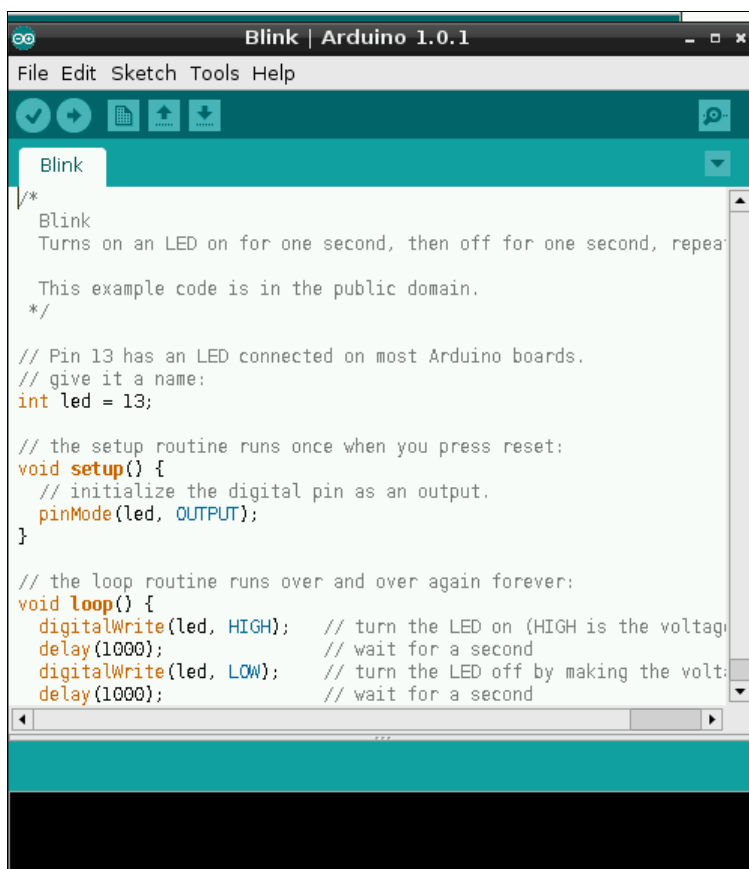 Blink | Arduino 1.0.1
File Edit Sketch Tools Help
Blink
/*
  Blink
  Turns on an LED on for one second, then off for one second, repea

  This example code is in the public domain.
 */

// Pin 13 has an LED connected on most Arduino boards.
// give it a name:
int led = 13;

// the setup routine runs once when you press reset:
void setup() {
  // initialize the digital pin as an output.
  pinMode(led, OUTPUT);
}

// the loop routine runs over and over again forever:
void loop() {
  digitalWrite(led, HIGH);   // turn the LED on (HIGH is the voltag
  delay(1000);               // wait for a second
  digitalWrite(led, LOW);    // turn the LED off by making the volt
  delay(1000);               // wait for a second